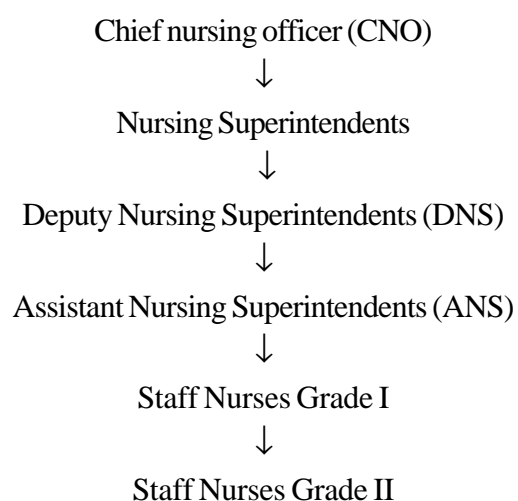 Chief nursing officer (CNO)
↓
Nursing Superintendents
↓
Deputy Nursing Superintendents (DNS)
↓
Assistant Nursing Superintendents (ANS)
↓
Staff Nurses Grade I
↓
Staff Nurses Grade II